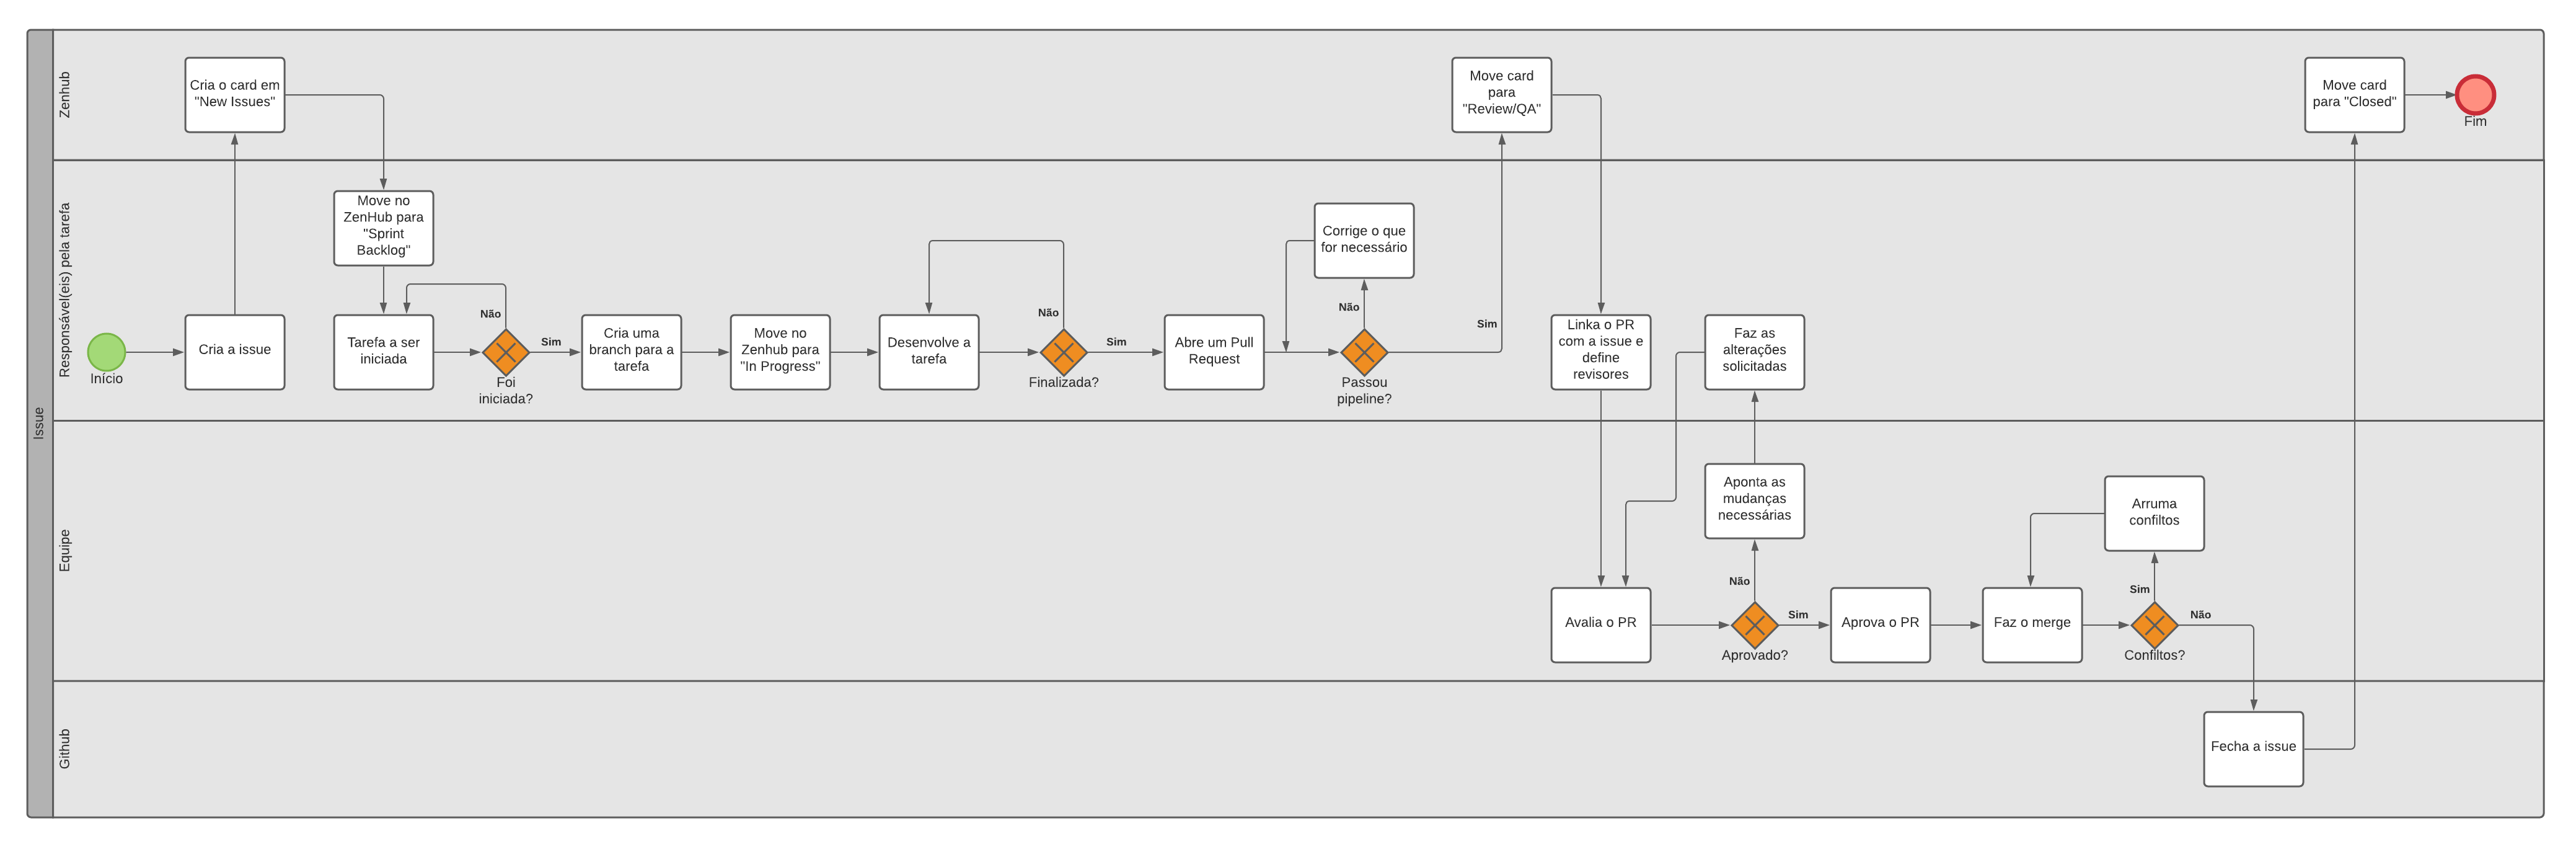 Issue
Zenhub
Cria o card em
"New Issues"
Move card
para
"Review/QA"
Move card
para "Closed"
Fim
Responsável(eis) pela tarefa
Início
Cria a issue
Move no
ZenHub para
"Sprint
Backlog"
Tarefa a ser
iniciada
Não
Foi
iniciada?
Sim
Cria uma
branch para a
tarefa
Move no
Zenhub para
"In Progress"
Desenvolve a
tarefa
Não
Finalizada?
Sim
Abre um Pull
Request
Corrige o que
for necessário
Não
Passou
pipeline?
Sim
Linka o PR
com a issue e
define
revisores
Faz as
alterações
solicitadas
Equipe
Avalia o PR
Aponta as
mudanças
necessárias
Não
Aprovado?
Sim
Aprova o PR
Faz o merge
Arruma
confiltos
Sim
Confiltos?
Não
Github
Fecha a issue